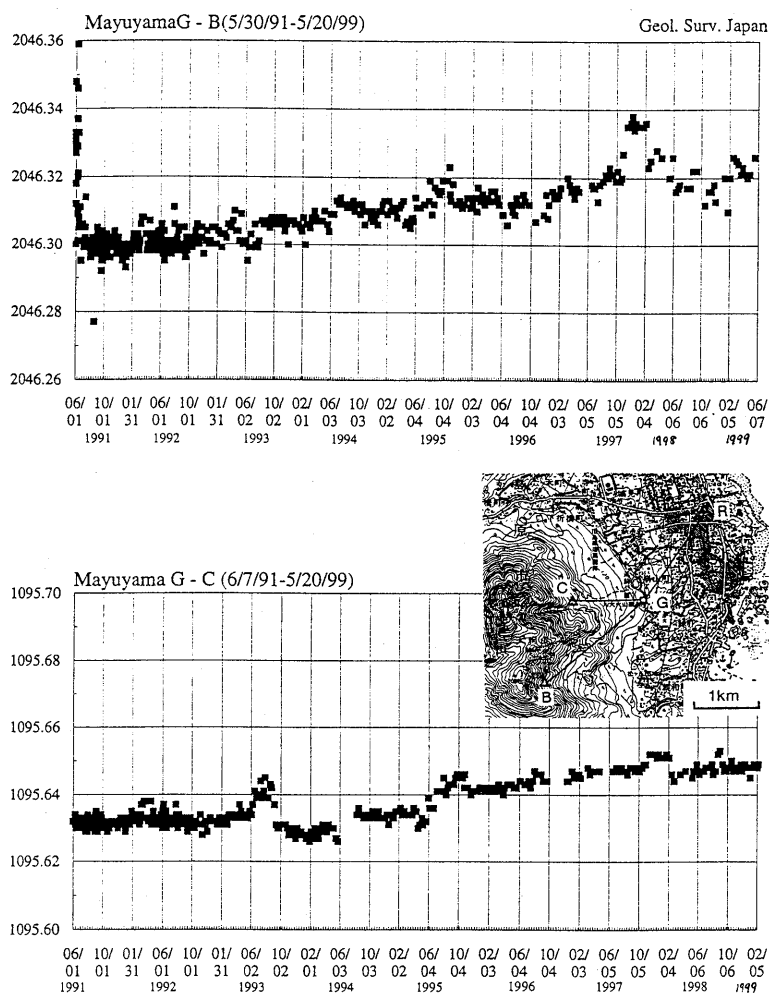 MayuyamaG - B(5/30/91-5/20/99)
Geol. Surv. Japan
2046.36
2046.34
2046.32
2046.30
2046.28
2046.26
06/ 10/ 01/ 06/ 10/ 01/ 06/ 10/ 02/ 06/ 10/ 02/ 06/ 10/ 02/ 06/ 10/ 02/ 06/ 10/ 02/ 06/ 10/ 02/ 06/
01 01 31 01 01 31 02 02 01 03 03 02 04 04 03 04 04 03 05 05 04 06 06 05 07
1991 1992 1993 1994 1995 1996 1997 1998 1999
R
C
G
B
1km
Mayuyama G - C (6/7/91-5/20/99)
1095.70
1095.68
1095.66
1095.64
1095.62
1095.60
06/ 10/ 01/ 06/ 10/ 01/ 06/ 10/ 02/ 06/ 10/ 02/ 06/ 10/ 02/ 06/ 10/ 02/ 06/ 10/ 02/ 06/ 10/ 02/
01 01 31 01 01 31 02 02 01 03 03 02 04 04 03 04 04 03 05 05 04 06 06 05
1991 1992 1993 1994 1995 1996 1997 1998 1999